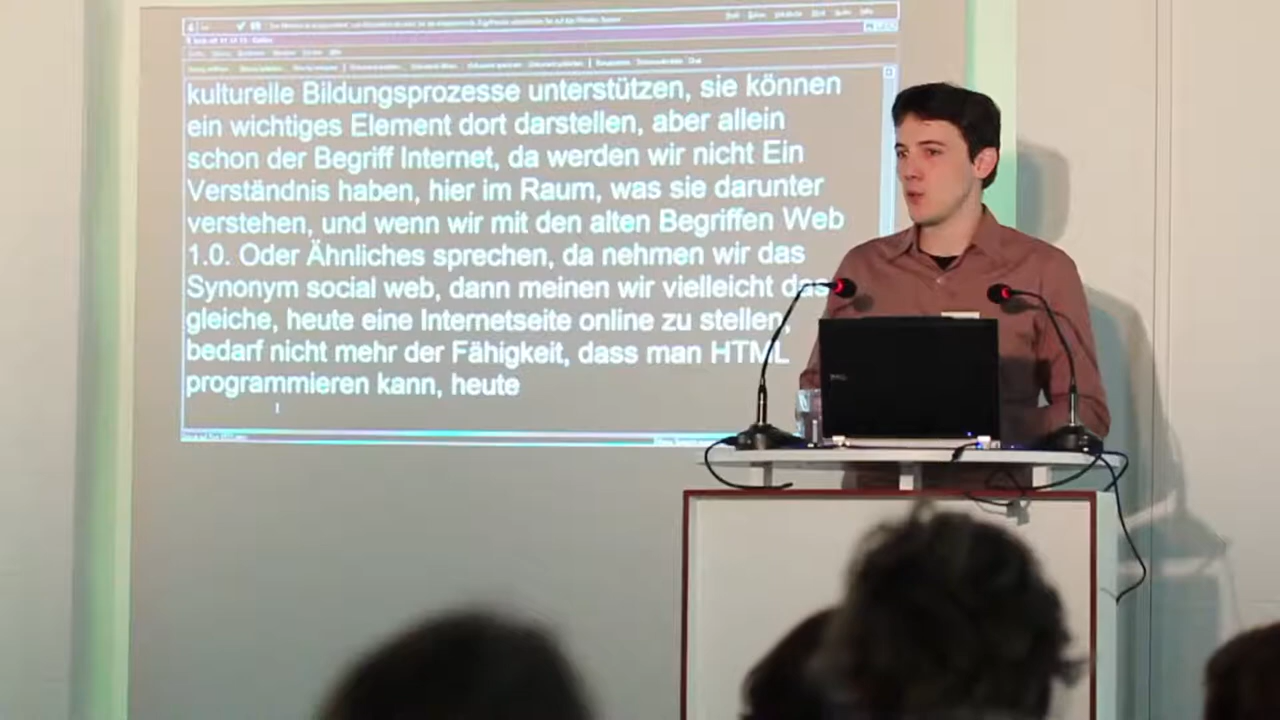 kulturelle Bildungsprozesse unterstützen, sie können
ein wichtiges Element dort darstellen, aber allein
schon der Begriff Internet, da werden wir nicht Ein
Verständnis haben, hier im Raum, was sie darunter
verstehen, und wenn wir mit den alten Begriffen Web
1.0. Oder Ähnliches sprechen, da nehmen wir das
Synonym social web, dann meinen wir vielleicht das
gleiche, heute eine Internetseite online zu stellen,
bedarf nicht mehr der Fähigkeit, dass man HTML
programmieren kann, heute